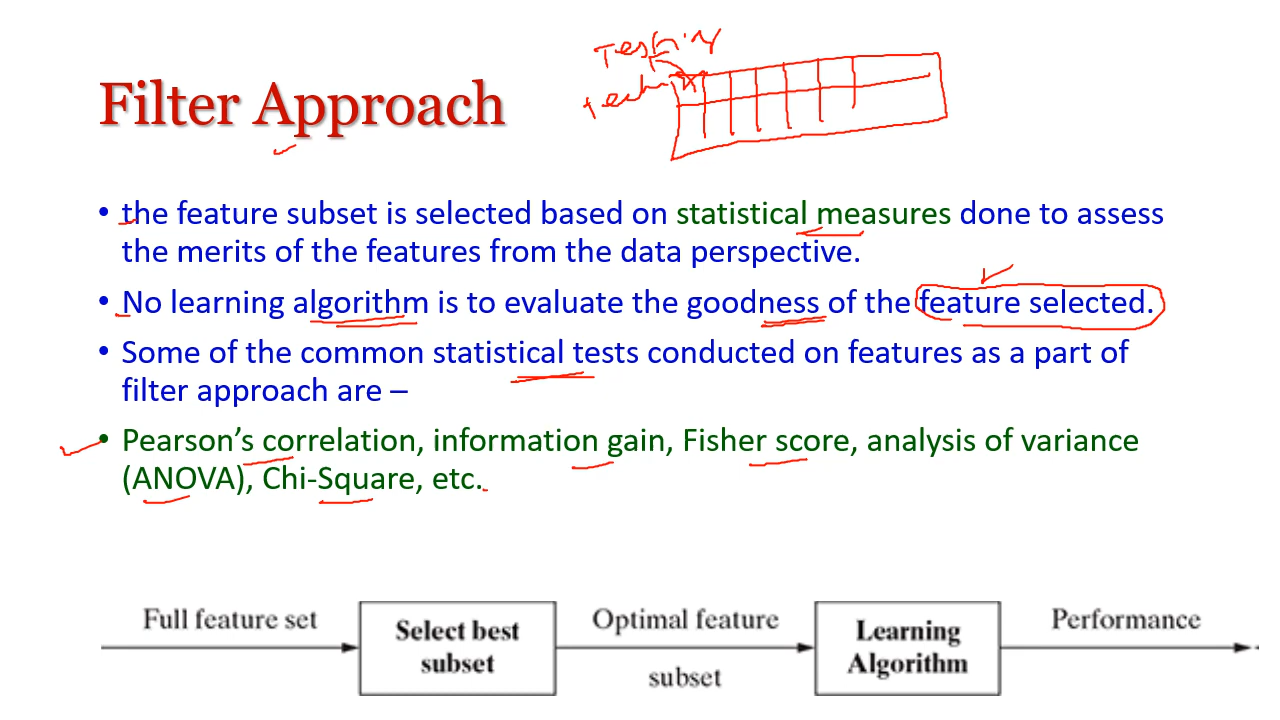 Testing
Filter Approach
• the feature subset is selected based on statistical measures done to assess
the merits of the features from the data perspective.
• No learning algorithm is to evaluate the goodness of the feature selected.
• Some of the common statistical tests conducted on features as a part of
filter approach are –
• Pearson’s correlation, information gain, Fisher score, analysis of variance
(ANOVA), Chi-Square, etc.
Full feature set
Select best
subset
Optimal feature
subset
Learning
Algorithm
Performance